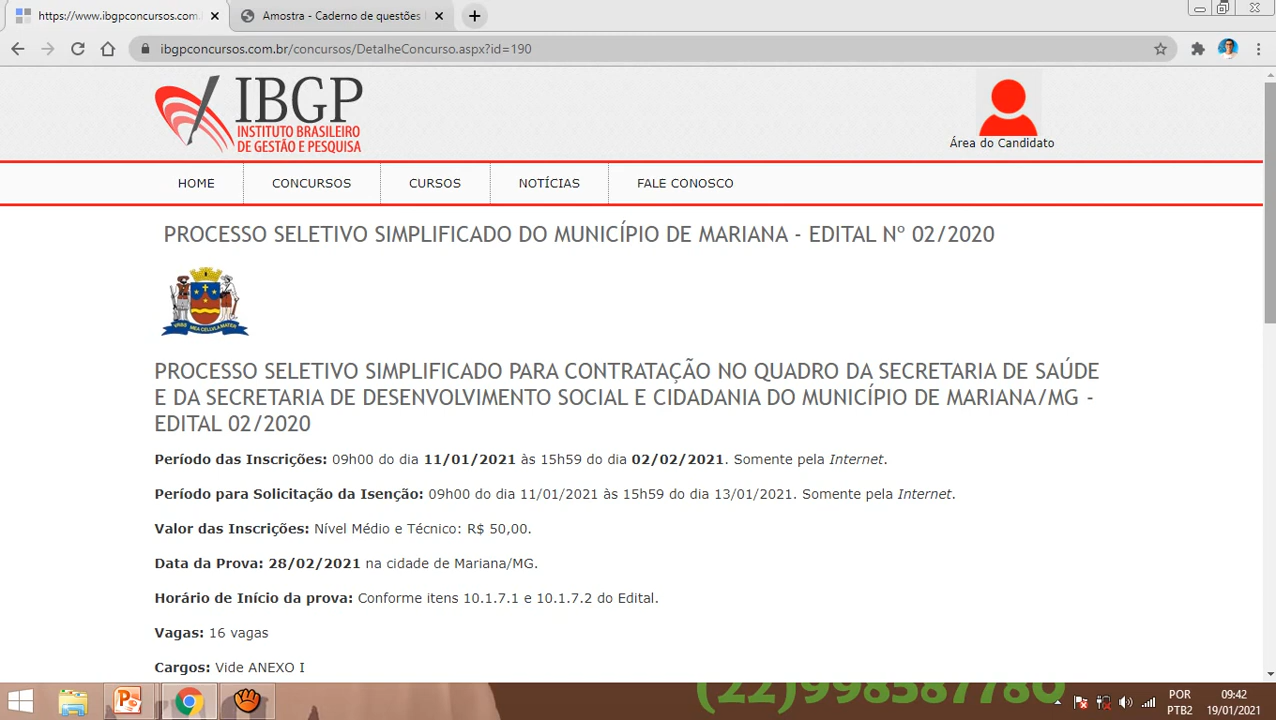 https://www.ibgpconcursos.com.
Amostra - Caderno de questões
ibgpconcursos.com.br/concursos/DetalheConcurso.aspx?id=190
IBGP
INSTITUTO BRASILEIRO
DE GESTÃO E PESQUISA
Área do Candidato
HOME
CONCURSOS
CURSOS
NOTÍCIAS
FALE CONOSCO
PROCESSO SELETIVO SIMPLIFICADO DO MUNICÍPIO DE MARIANA - EDITAL Nº 02/2020
PROCESSO SELETIVO SIMPLIFICADO PARA CONTRATAÇÃO NO QUADRO DA SECRETARIA DE SAÚDE
E DA SECRETARIA DE DESENVOLVIMENTO SOCIAL E CIDADANIA DO MUNICÍPIO DE MARIANA/MG -
EDITAL 02/2020
Período das Inscrições: 09h00 do dia 11/01/2021 às 15h59 do dia 02/02/2021. Somente pela Internet.
Período para Solicitação da Isenção: 09h00 do dia 11/01/2021 às 15h59 do dia 13/01/2021. Somente pela Internet.
Valor das Inscrições: Nível Médio e Técnico: R$ 50,00.
Data da Prova: 28/02/2021 na cidade de Mariana/MG.
Horário de Início da prova: Conforme itens 10.1.7.1 e 10.1.7.2 do Edital.
Vagas: 16 vagas
Cargos: Vide ANEXO I
(22)998587780
POR
PTB2
09:42
19/01/2021